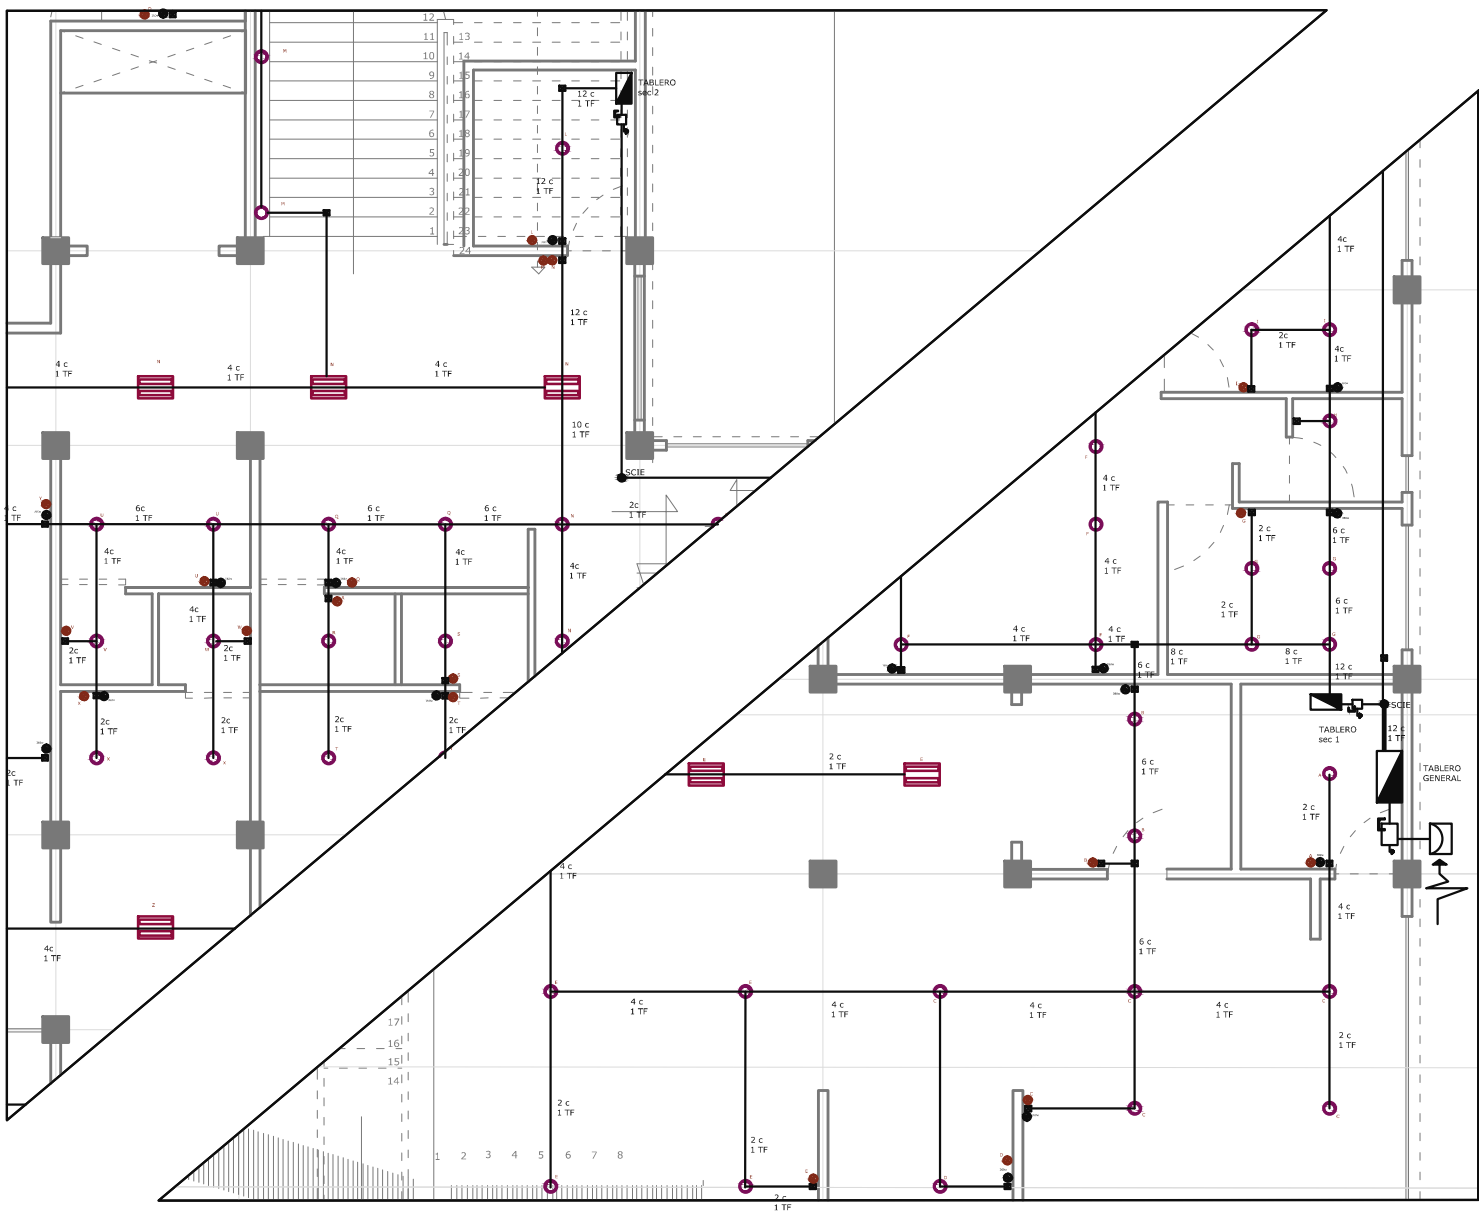 12
11
10
9
8
7
6
5
4
3
2
1
13
14
15
16
17
18
19
20
21
22
23
24
12 c
1 TF
TABLERO
sec 2
12 c
1 TF
12 c
1 TF
4 c
1 TF
4 c
1 TF
4 c
1 TF
10 c
1 TF
SCIE
2c
1 TF
4 c
1 TF
6c
1 TF
6 c
1 TF
6 c
1 TF
4c
1 TF
4c
1 TF
4c
1 TF
4c
1 TF
4c
1 TF
2c
1 TF
2c
1 TF
2c
1 TF
2c
1 TF
2c
1 TF
2c
1 TF
2c
1 TF
4c
1 TF
4c
1 TF
2c
1 TF
4c
1 TF
4 c
1 TF
2 c
1 TF
6 c
1 TF
4 c
1 TF
2 c
1 TF
6 c
1 TF
4 c
1 TF
4 c
1 TF
6 c
1 TF
8 c
1 TF
8 c
1 TF
12 c
1 TF
SCIE
TABLERO
sec 1
12 c
1 TF
TABLERO
GENERAL
2 c
1 TF
6 c
1 TF
2 c
1 TF
4 c
1 TF
4 c
1 TF
6 c
1 TF
4 c
1 TF
4 c
1 TF
4 c
1 TF
4 c
1 TF
2 c
1 TF
17
16
15
14
2 c
1 TF
2 c
1 TF
1 2 3 4 5 6 7 8
2 c
1 TF